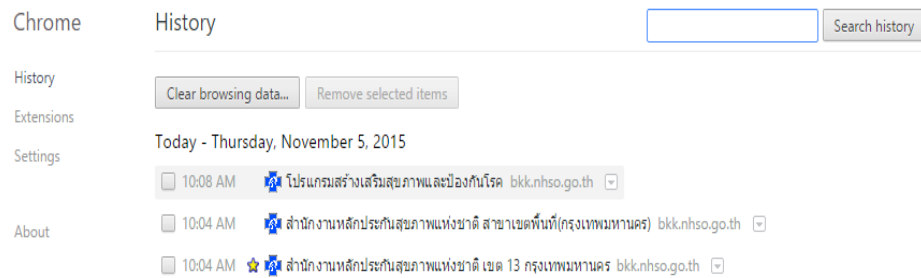 Chrome
History
Search history
History
Extensions
Settings
About
Clear browsing data...
Remove selected items
Today - Thursday, November 5, 2015
10:08 AM โปรแกรมสร้างเสริมสุขภาพและป้องกันโรค bkk.nhso.go.th
10:04 AM สำนักงานหลักประกันสุขภาพแห่งชาติ สาขาเขตพื้นที่(กรุงเทพมหานคร) bkk.nhso.go.th
10:04 AM สำนักงานหลักประกันสุขภาพแห่งชาติ เขต 13 กรุงเทพมหานคร bkk.nhso.go.th